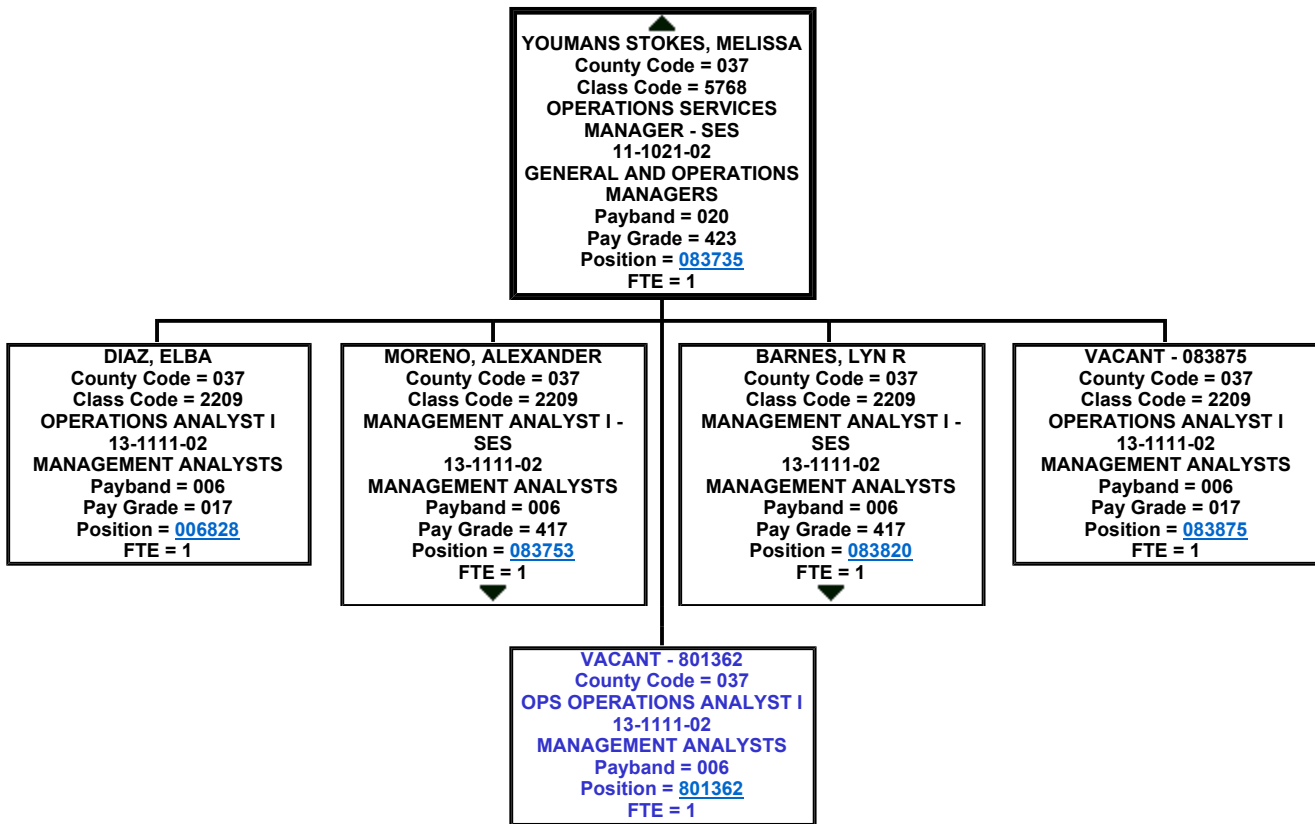 YOUMANS STOKES, MELISSA
County Code = 037
Class Code = 5768
OPERATIONS SERVICES
MANAGER - SES
11-1021-02
GENERAL AND OPERATIONS
MANAGERS
Payband = 020
Pay Grade = 423
Position = 083735
FTE = 1
DIAZ, ELBA
County Code = 037
Class Code = 2209
OPERATIONS ANALYST I
13-1111-02
MANAGEMENT ANALYSTS
Payband = 006
Pay Grade = 017
Position = 006828
FTE = 1
MORENO, ALEXANDER
County Code = 037
Class Code = 2209
MANAGEMENT ANALYST I -
SES
13-1111-02
MANAGEMENT ANALYSTS
Payband = 006
Pay Grade = 417
Position = 083753
FTE = 1
BARNES, LYN R
County Code = 037
Class Code = 2209
MANAGEMENT ANALYST I -
SES
13-1111-02
MANAGEMENT ANALYSTS
Payband = 006
Pay Grade = 417
Position = 083820
FTE = 1
VACANT - 083875
County Code = 037
Class Code = 2209
OPERATIONS ANALYST I
13-1111-02
MANAGEMENT ANALYSTS
Payband = 006
Pay Grade = 017
Position = 083875
FTE = 1
VACANT - 801362
County Code = 037
OPS OPERATIONS ANALYST I
13-1111-02
MANAGEMENT ANALYSTS
Payband = 006
Position = 801362
FTE = 1